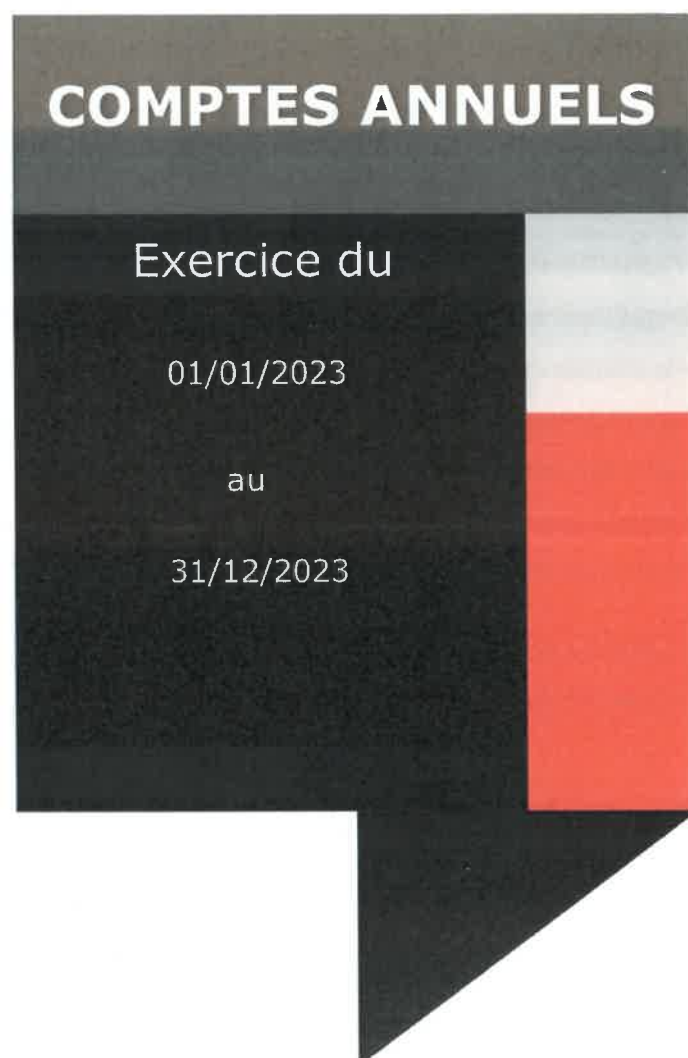 COMPTES ANNUELS
Exercice du
01/01/2023
au
31/12/2023